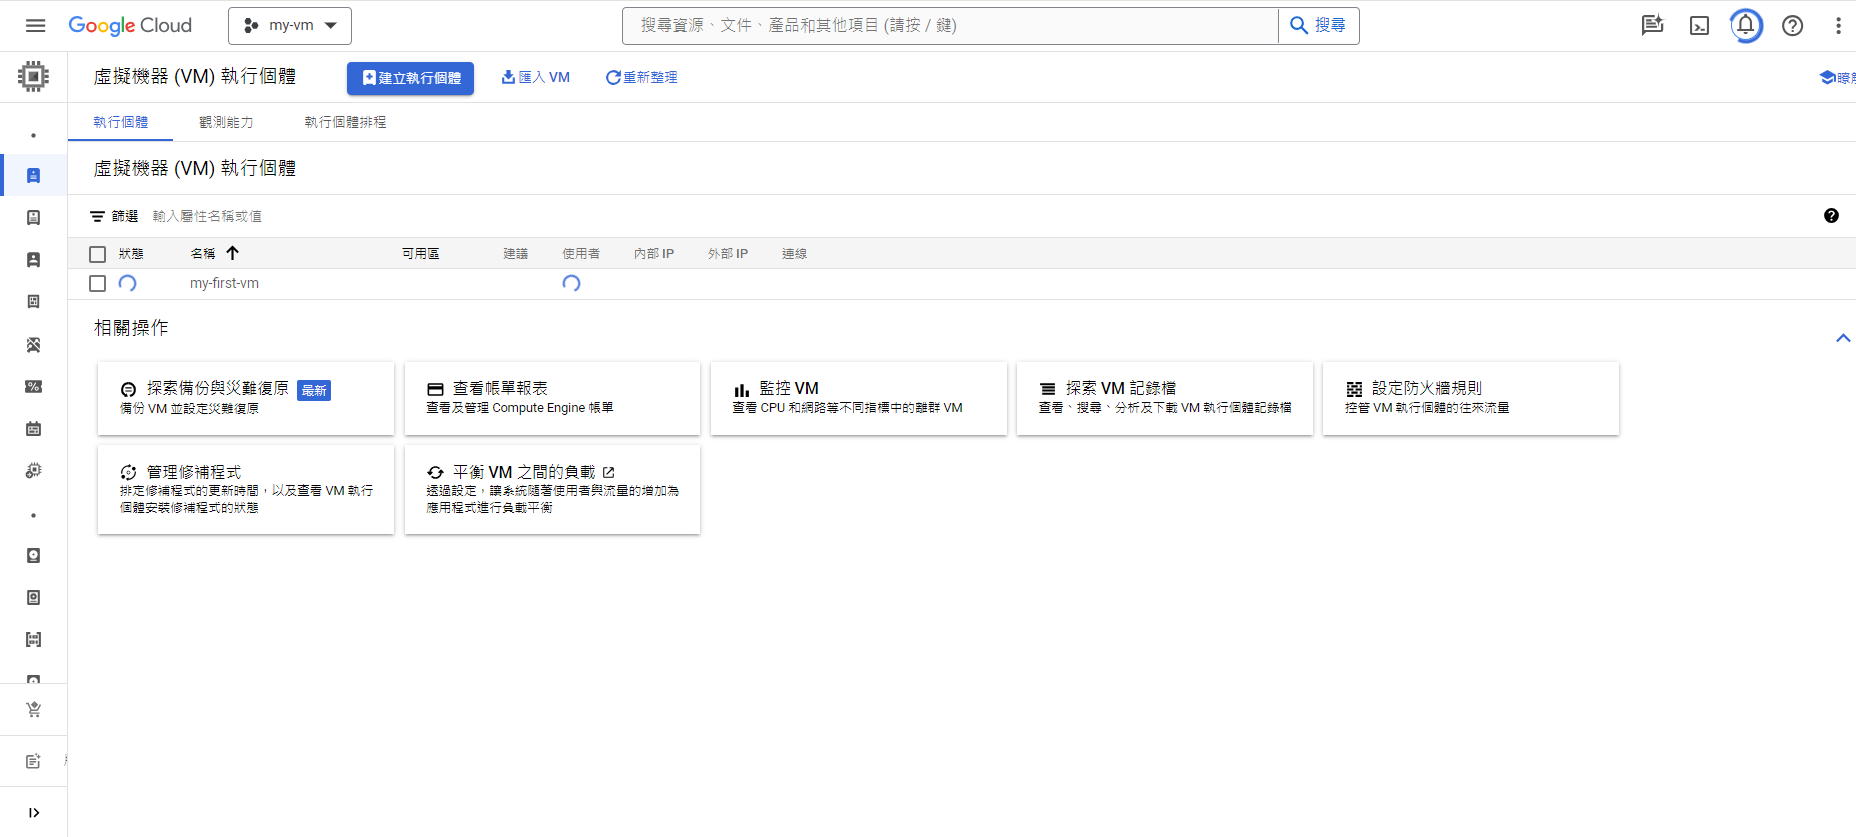 Google Cloud
my-vm
搜尋資源、文件、產品和其他項目 (請按 / 鍵)
搜尋
虛擬機器 (VM) 執行個體
建立執行個體
匯入 VM
重新整理
執行個體
觀測能力
執行個體排程
虛擬機器 (VM) 執行個體
篩選 輸入屬性名稱或值
狀態 名稱 可用區 建議 使用者 內部 IP 外部 IP 連線
my-first-vm
相關操作
探索備份與災難復原 最新
備份 VM 並設定災難復原
查看帳單報表
查看及管理 Compute Engine 帳單
監控 VM
查看 CPU 和網路等不同指標中的離群 VM
探索 VM 記錄檔
查看、搜尋、分析及下載 VM 執行個體記錄檔
設定防火牆規則
控管 VM 執行個體的往來流量
管理修補程式
排定修補程式的更新時間，以及查看 VM 執行
個體安裝修補程式的狀態
平衡 VM 之間的負載
透過設定，讓系統隨著使用者與流量的增加為
應用程式進行負載平衡